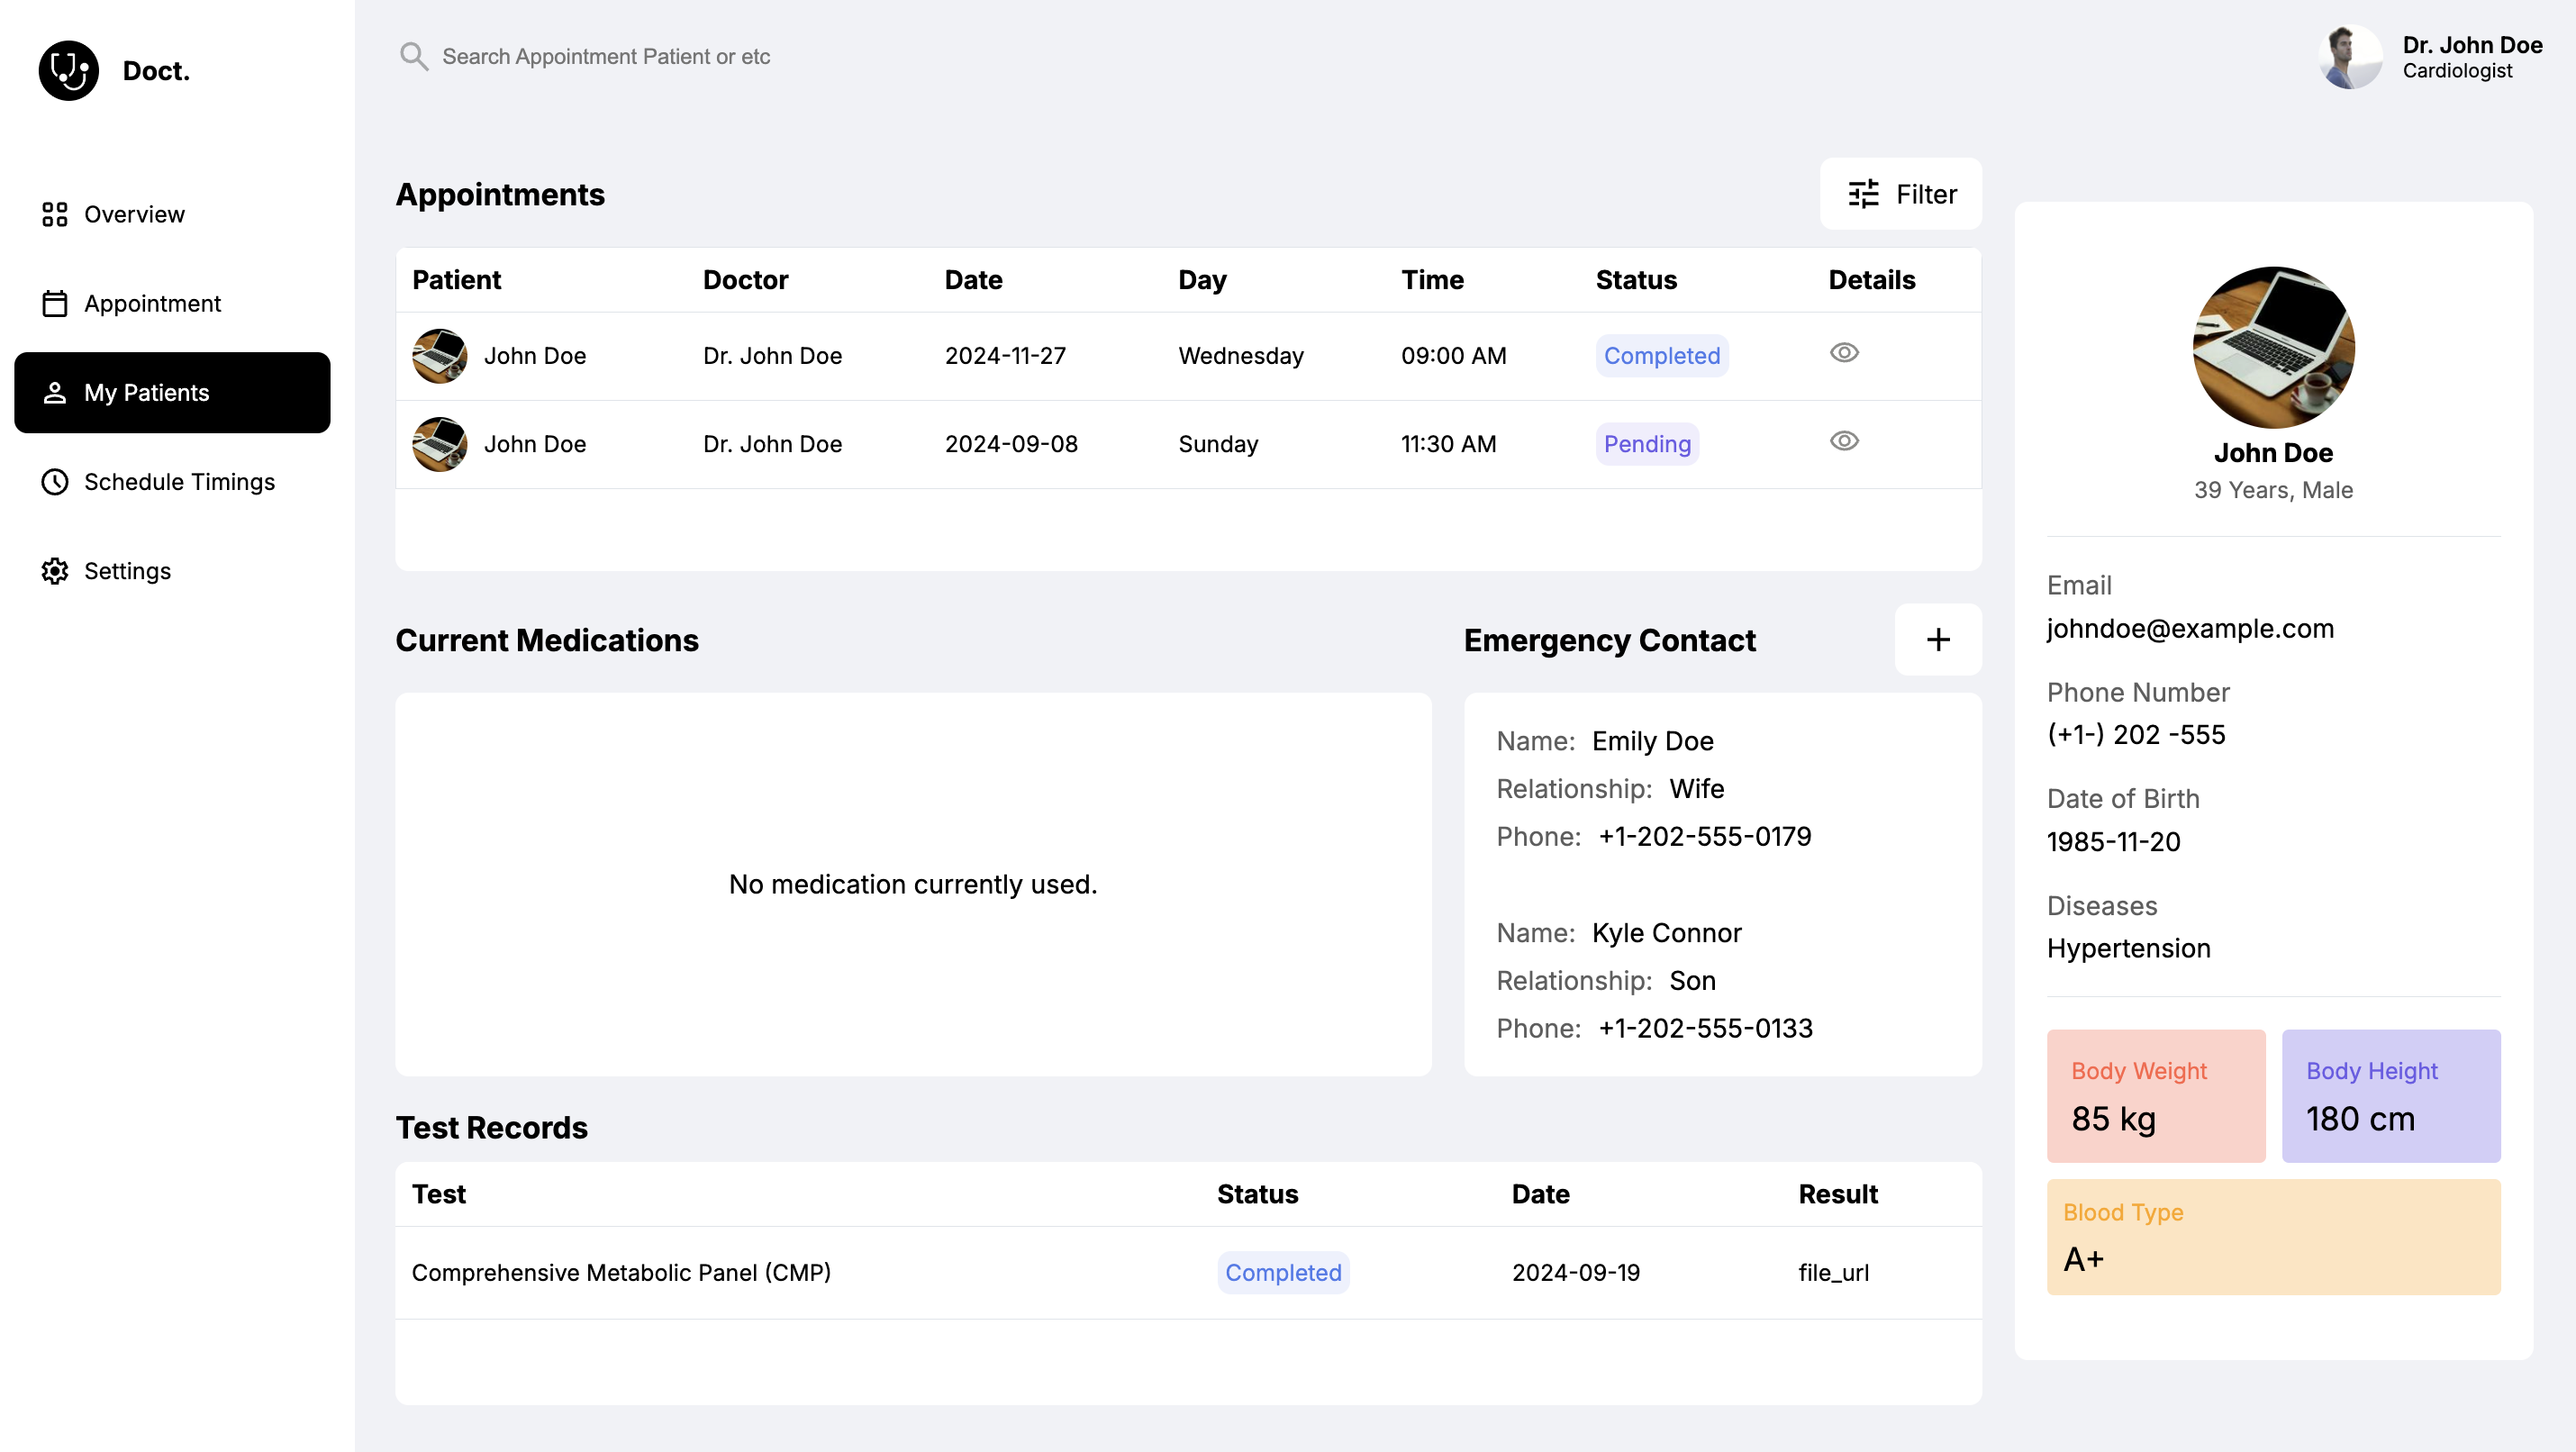 Doct.
Overview
Appointment
My Patients
Schedule Timings
Settings
Search Appointment Patient or etc
Dr. John Doe
Cardiologist
Appointments
Filter
Patient Doctor Date Day Time Status Details
John Doe Dr. John Doe 2024-11-27 Wednesday 09:00 AM Completed
John Doe Dr. John Doe 2024-09-08 Sunday 11:30 AM Pending
Current Medications
No medication currently used.
Emergency Contact
+
Name: Emily Doe
Relationship: Wife
Phone: +1-202-555-0179
Name: Kyle Connor
Relationship: Son
Phone: +1-202-555-0133
Test Records
Test Status Date Result
Comprehensive Metabolic Panel (CMP) Completed 2024-09-19 file_url
John Doe
39 Years, Male
Email
johndoe@example.com
Phone Number
(+1-) 202 -555
Date of Birth
1985-11-20
Diseases
Hypertension
Body Weight
85 kg
Body Height
180 cm
Blood Type
A+